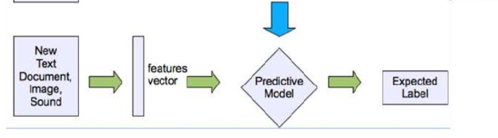 New
Text
Document,
Image,
Sound
features
vector
Predictive
Model
Expected
Label